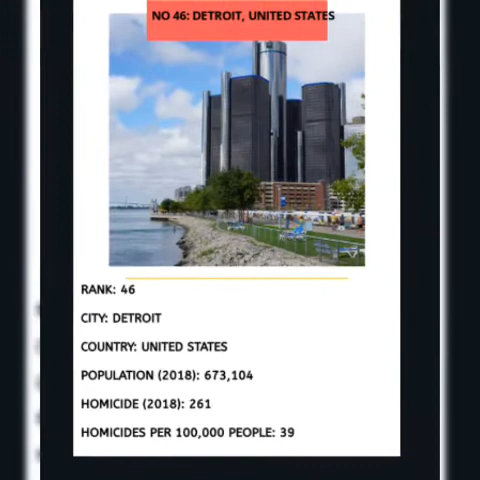 NO 46: DETROIT, UNITED STATES
RANK: 46
CITY: DETROIT
COUNTRY: UNITED STATES
POPULATION (2018): 673,104
HOMICIDE (2018): 261
HOMICIDES PER 100,000 PEOPLE: 39